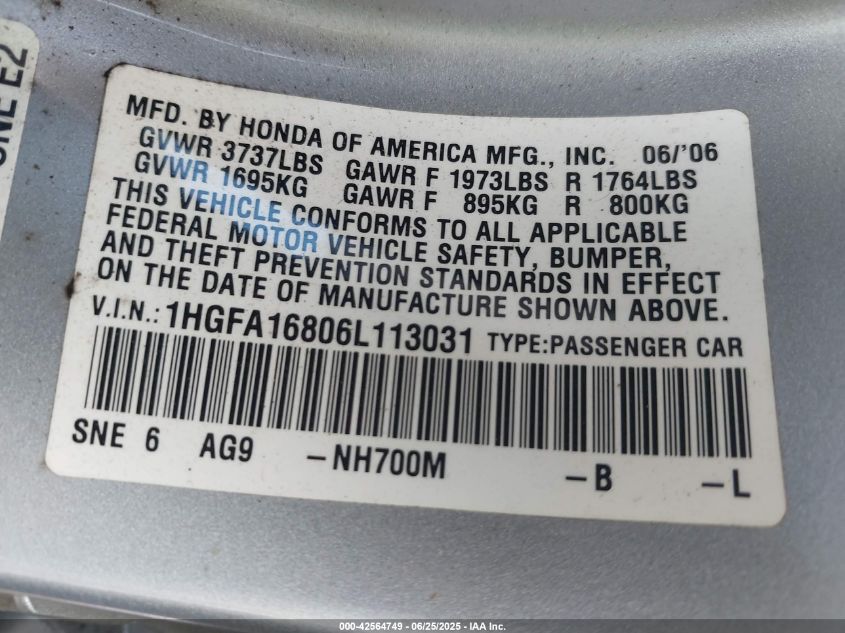 SNE E2
MFD. BY HONDA OF AMERICA MFG., INC. 06/'06
GVWR 3737LBS GAWR F 1973LBS R 1764LBS
GVWR 1695KG GAWR F 895KG R 800KG
THIS VEHICLE CONFORMS TO ALL APPLICABLE
FEDERAL MOTOR VEHICLE SAFETY, BUMPER,
AND THEFT PREVENTION STANDARDS IN EFFECT
ON THE DATE OF MANUFACTURE SHOWN ABOVE.
V.I.N.: 1HGFA16806L113031 TYPE:PASSENGER CAR
SNE 6 AG9 -NH700M -B -L
000-42564749 - 06/25/2025 - IAA Inc.